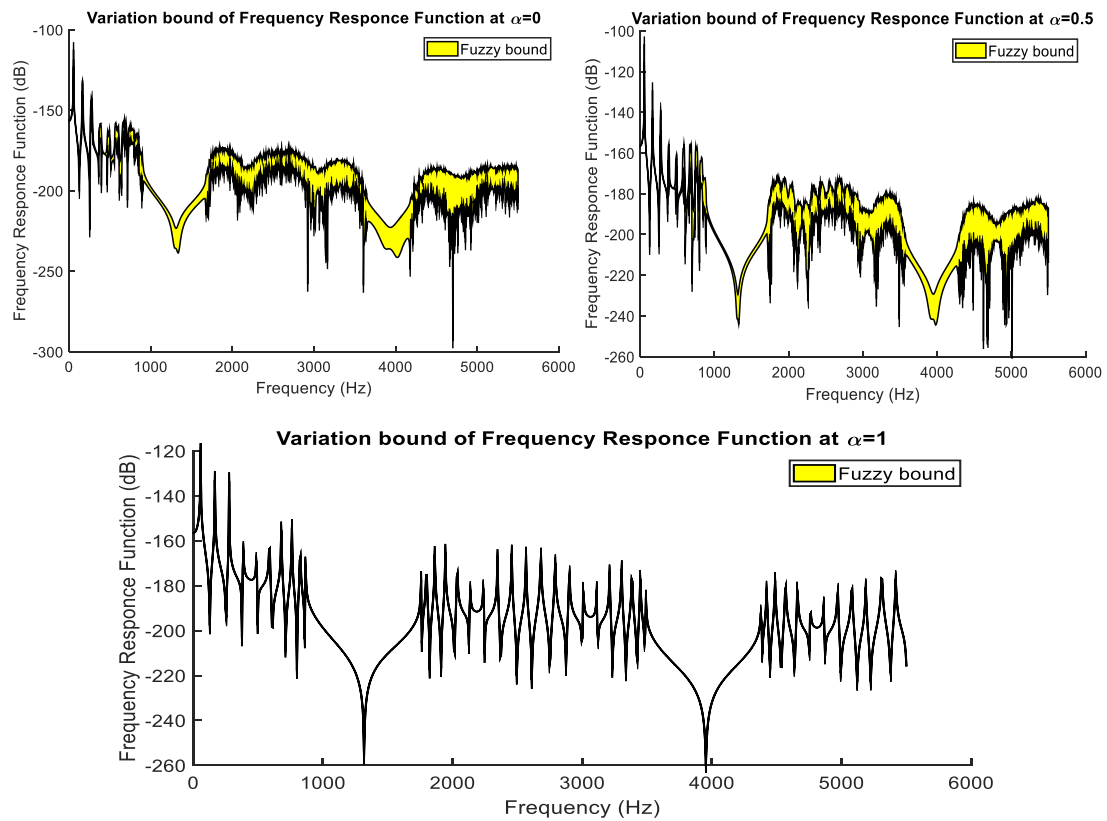 Variation bound of Frequency Responce Function at α=0
Fuzzy bound
Frequency Response Function (dB)
-100
-150
-200
-250
-300
0 1000 2000 3000 4000 5000 6000
Frequency (Hz)
Variation bound of Frequency Responce Function at α=0.5
Fuzzy bound
Frequency Response Function (dB)
-100
-120
-140
-160
-180
-200
-220
-240
-260
0 1000 2000 3000 4000 5000 6000
Frequency (Hz)
Variation bound of Frequency Responce Function at α=1
Fuzzy bound
Frequency Responce Function (dB)
-120
-140
-160
-180
-200
-220
-240
-260
0 1000 2000 3000 4000 5000 6000
Frequency (Hz)